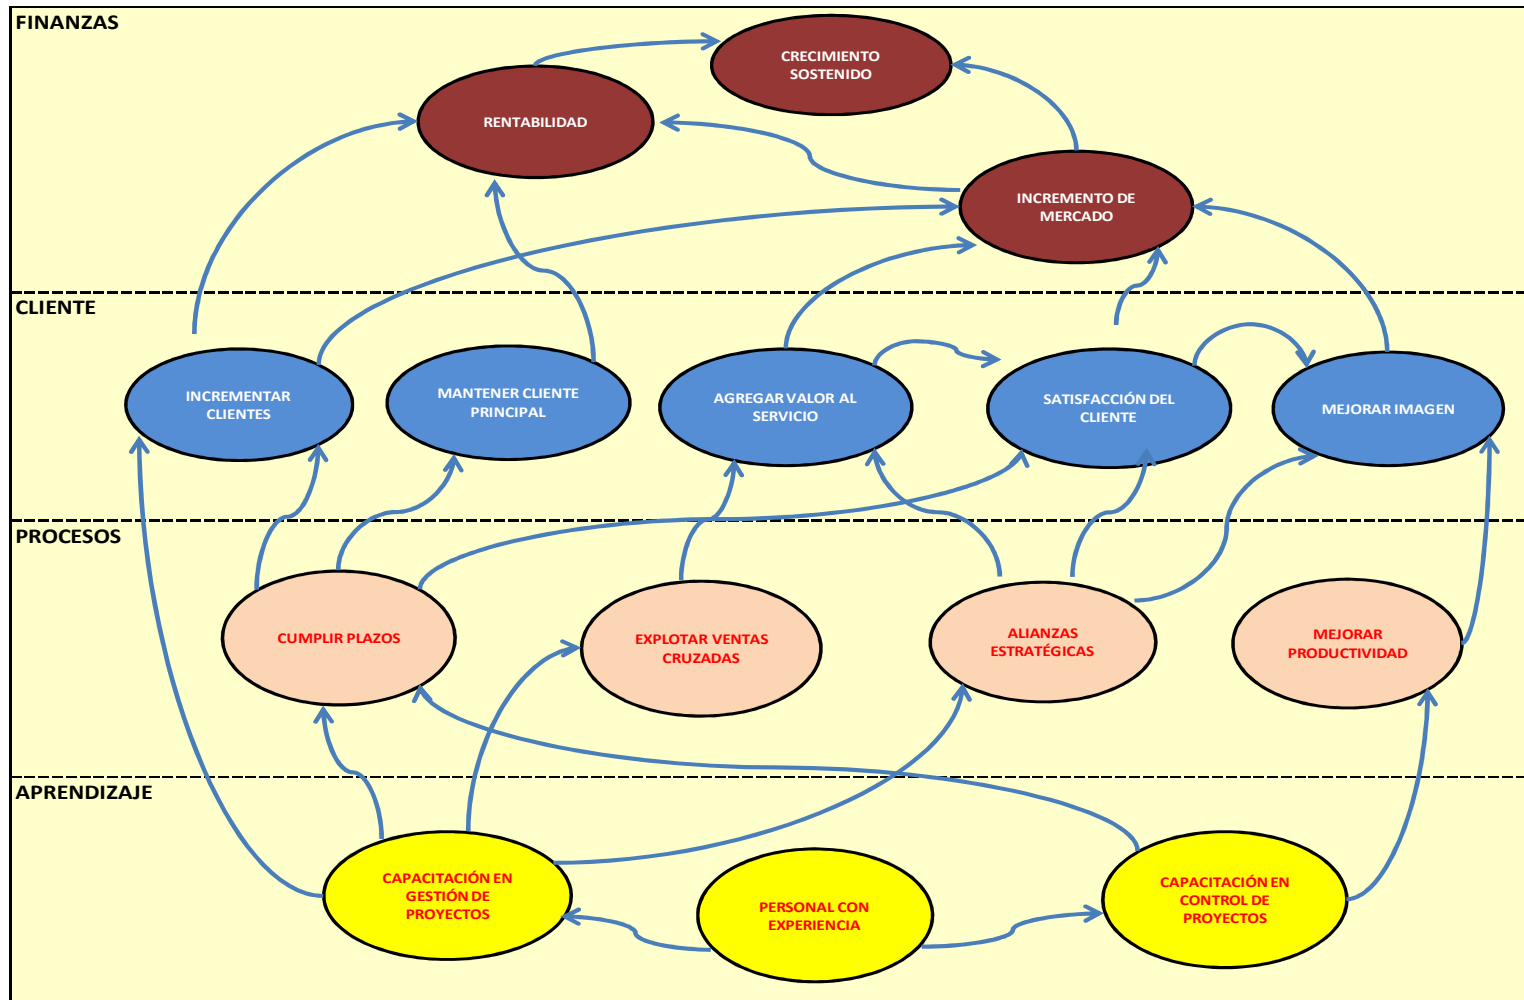 FINANZAS
CRECIMIENTO
SOSTENIDO
RENTABILIDAD
INCREMENTO DE
MERCADO
CLIENTE
INCREMENTAR
CLIENTES
MANTENER CLIENTE
PRINCIPAL
AGREGAR VALOR AL
SERVICIO
SATISFACCIÓN DEL
CLIENTE
MEJORAR IMAGEN
PROCESOS
CUMPLIR PLAZOS
EXPLOTAR VENTAS
CRUZADAS
ALIANZAS
ESTRATÉGICAS
MEJORAR
PRODUCTIVIDAD
APRENDIZAJE
CAPACITACIÓN EN
GESTIÓN DE
PROYECTOS
PERSONAL CON
EXPERIENCIA
CAPACITACIÓN EN
CONTROL DE
PROYECTOS